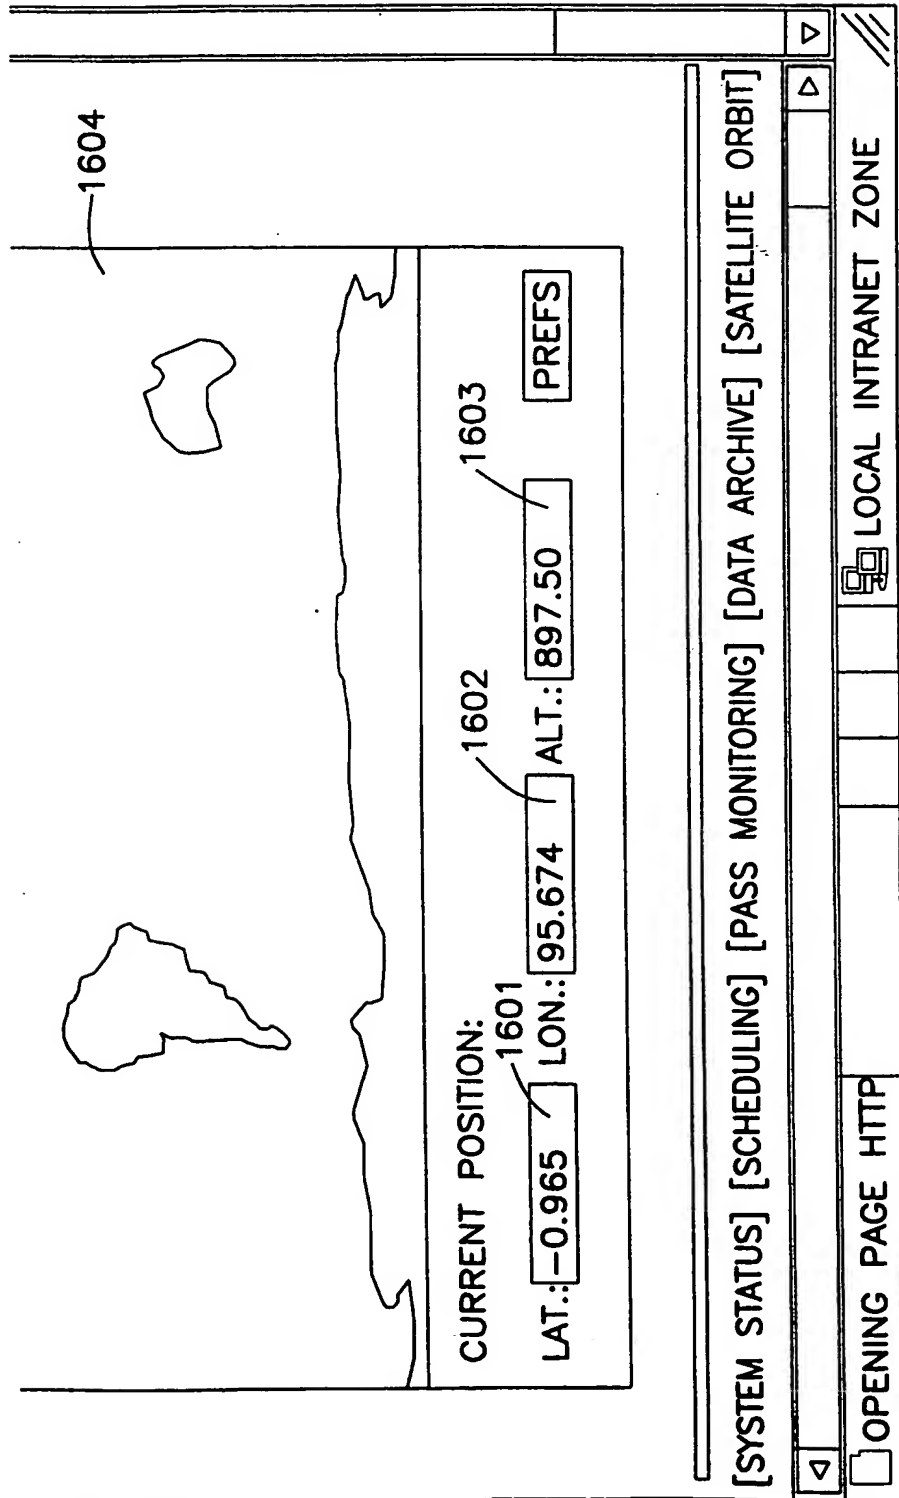 1604
CURRENT POSITION:
1601
1602
1603
LAT.: -0.965 LON.: 95.674 ALT.: 897.50 PREFS
[SYSTEM STATUS] [SCHEDULING] [PASS MONITORING] [DATA ARCHIVE] [SATELLITE ORBIT]
OPENING PAGE HTTP LOCAL INTRANET ZONE